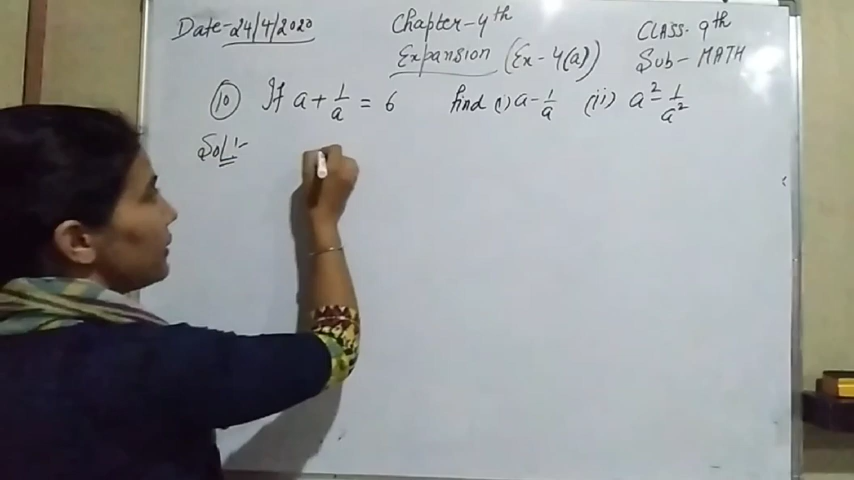 Date-24/4/2020 Chapter-4th CLASS-9th
Expansion (Ex-4(a)) Sub-MATH
(10) If a + 1/a = 6 find (i) a - 1/a (ii) a² - 1/a²
Sol:-